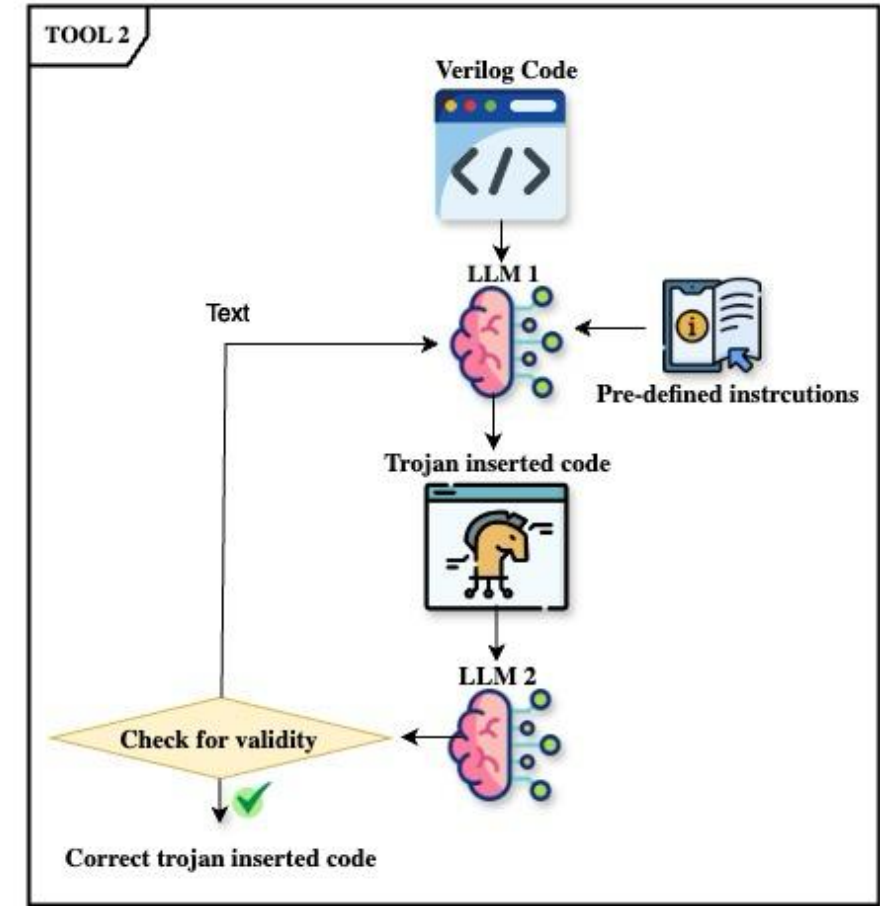 TOOL 2
Verilog Code
</>
LLM 1
Text
i
Pre-defined instrcutions
Trojan inserted code
LLM 2
Check for validity
Correct trojan inserted code